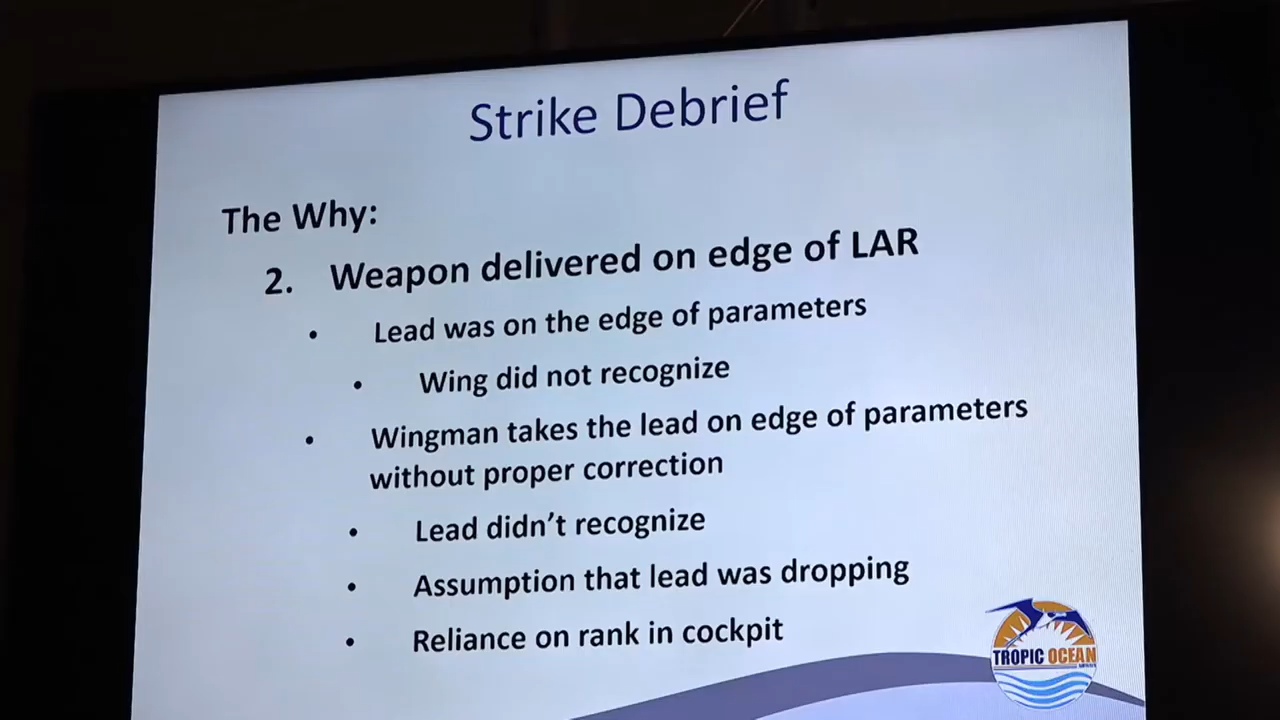 Strike Debrief
The Why:
2. Weapon delivered on edge of LAR
• Lead was on the edge of parameters
• Wing did not recognize
• Wingman takes the lead on edge of parameters
without proper correction
• Lead didn't recognize
• Assumption that lead was dropping
• Reliance on rank in cockpit
TROPIC OCEAN